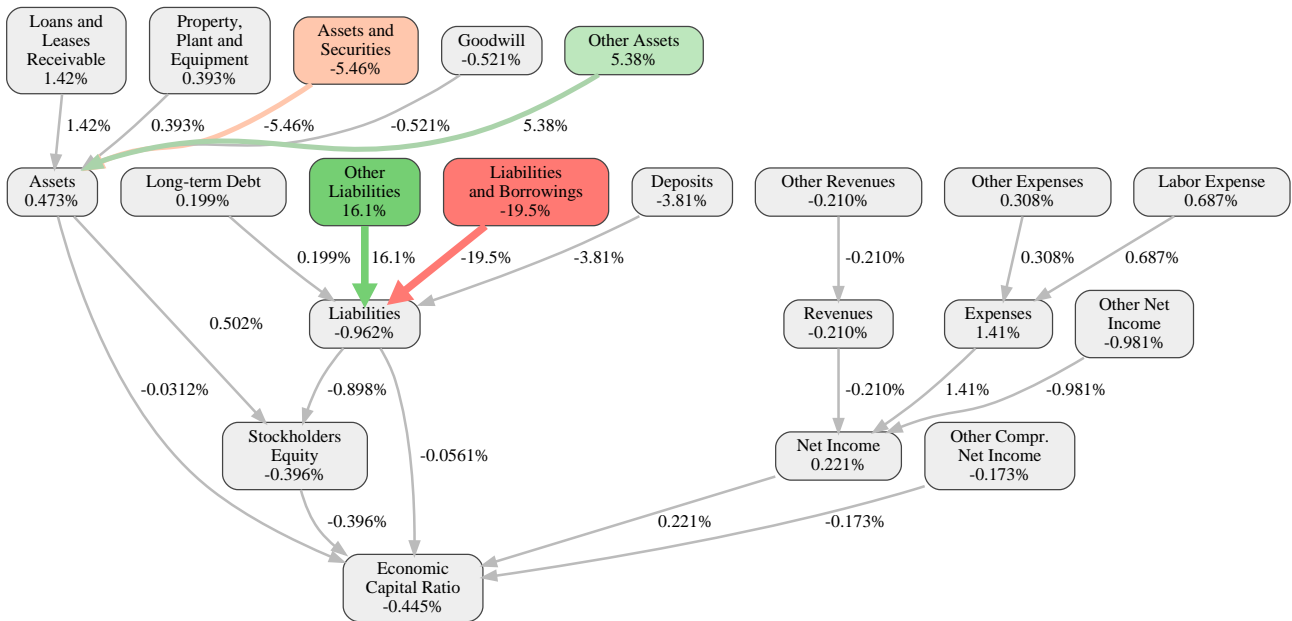 Loans and
Leases
Receivable
1.42%
Property,
Plant and
Equipment
0.393%
Assets and
Securities
-5.46%
Goodwill
-0.521%
Other Assets
5.38%
1.42%
0.393%
-5.46%
-0.521%
5.38%
Assets
0.473%
Long-term Debt
0.199%
Other
Liabilities
16.1%
Liabilities
and Borrowings
-19.5%
Deposits
-3.81%
Other Revenues
-0.210%
Other Expenses
0.308%
Labor Expense
0.687%
0.199%
16.1%
-19.5%
-3.81%
-0.210%
0.308%
0.687%
0.502%
Liabilities
-0.962%
Revenues
-0.210%
Expenses
1.41%
Other Net
Income
-0.981%
-0.0312%
-0.898%
-0.210%
1.41%
-0.981%
Stockholders
Equity
-0.396%
-0.0561%
Net Income
0.221%
Other Compr.
Net Income
-0.173%
-0.396%
0.221%
-0.173%
Economic
Capital Ratio
-0.445%